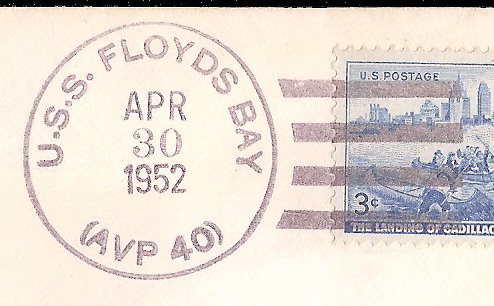 U.S.S. FLOYDS BAY
APR
30
1952
(AVP 40)
U.S. POSTAGE
3¢
THE LANDING OF CADILLAC